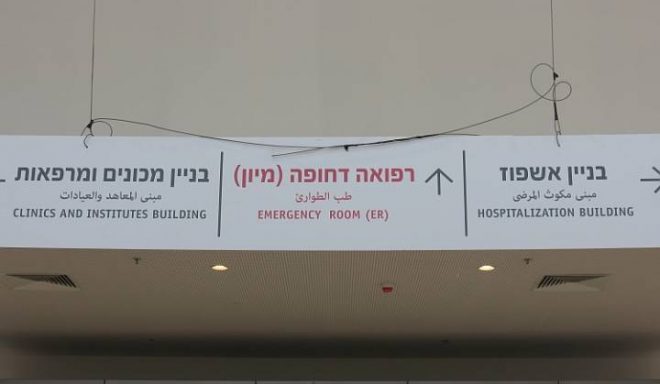 בניין אשפוז
مبنى مكوث المرضى
HOSPITALIZATION BUILDING
רפואה דחופה (מיון)
طب الطوارئ
EMERGENCY ROOM (ER)
בניין מכונים ומרפאות
مبنى المعاهد والعيادات
CLINICS AND INSTITUTES BUILDING